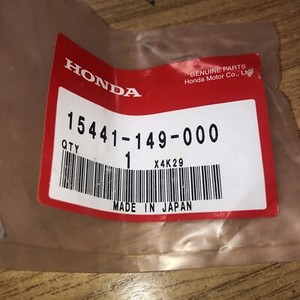 HONDA
GENUINE PARTS
Honda Motor Co., Ltd.
15441-149-000
QTY
1 X4K29
MADE IN JAPAN